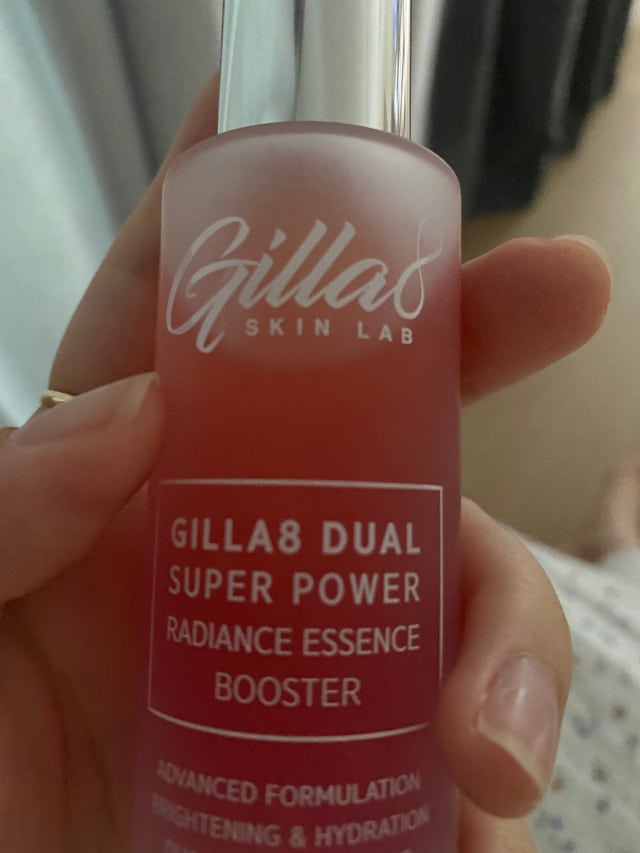 Gilla8
SKIN LAB
GILLA8 DUAL
SUPER POWER
RADIANCE ESSENCE
BOOSTER
ADVANCED FORMULATION
BRIGHTENING & HYDRATION